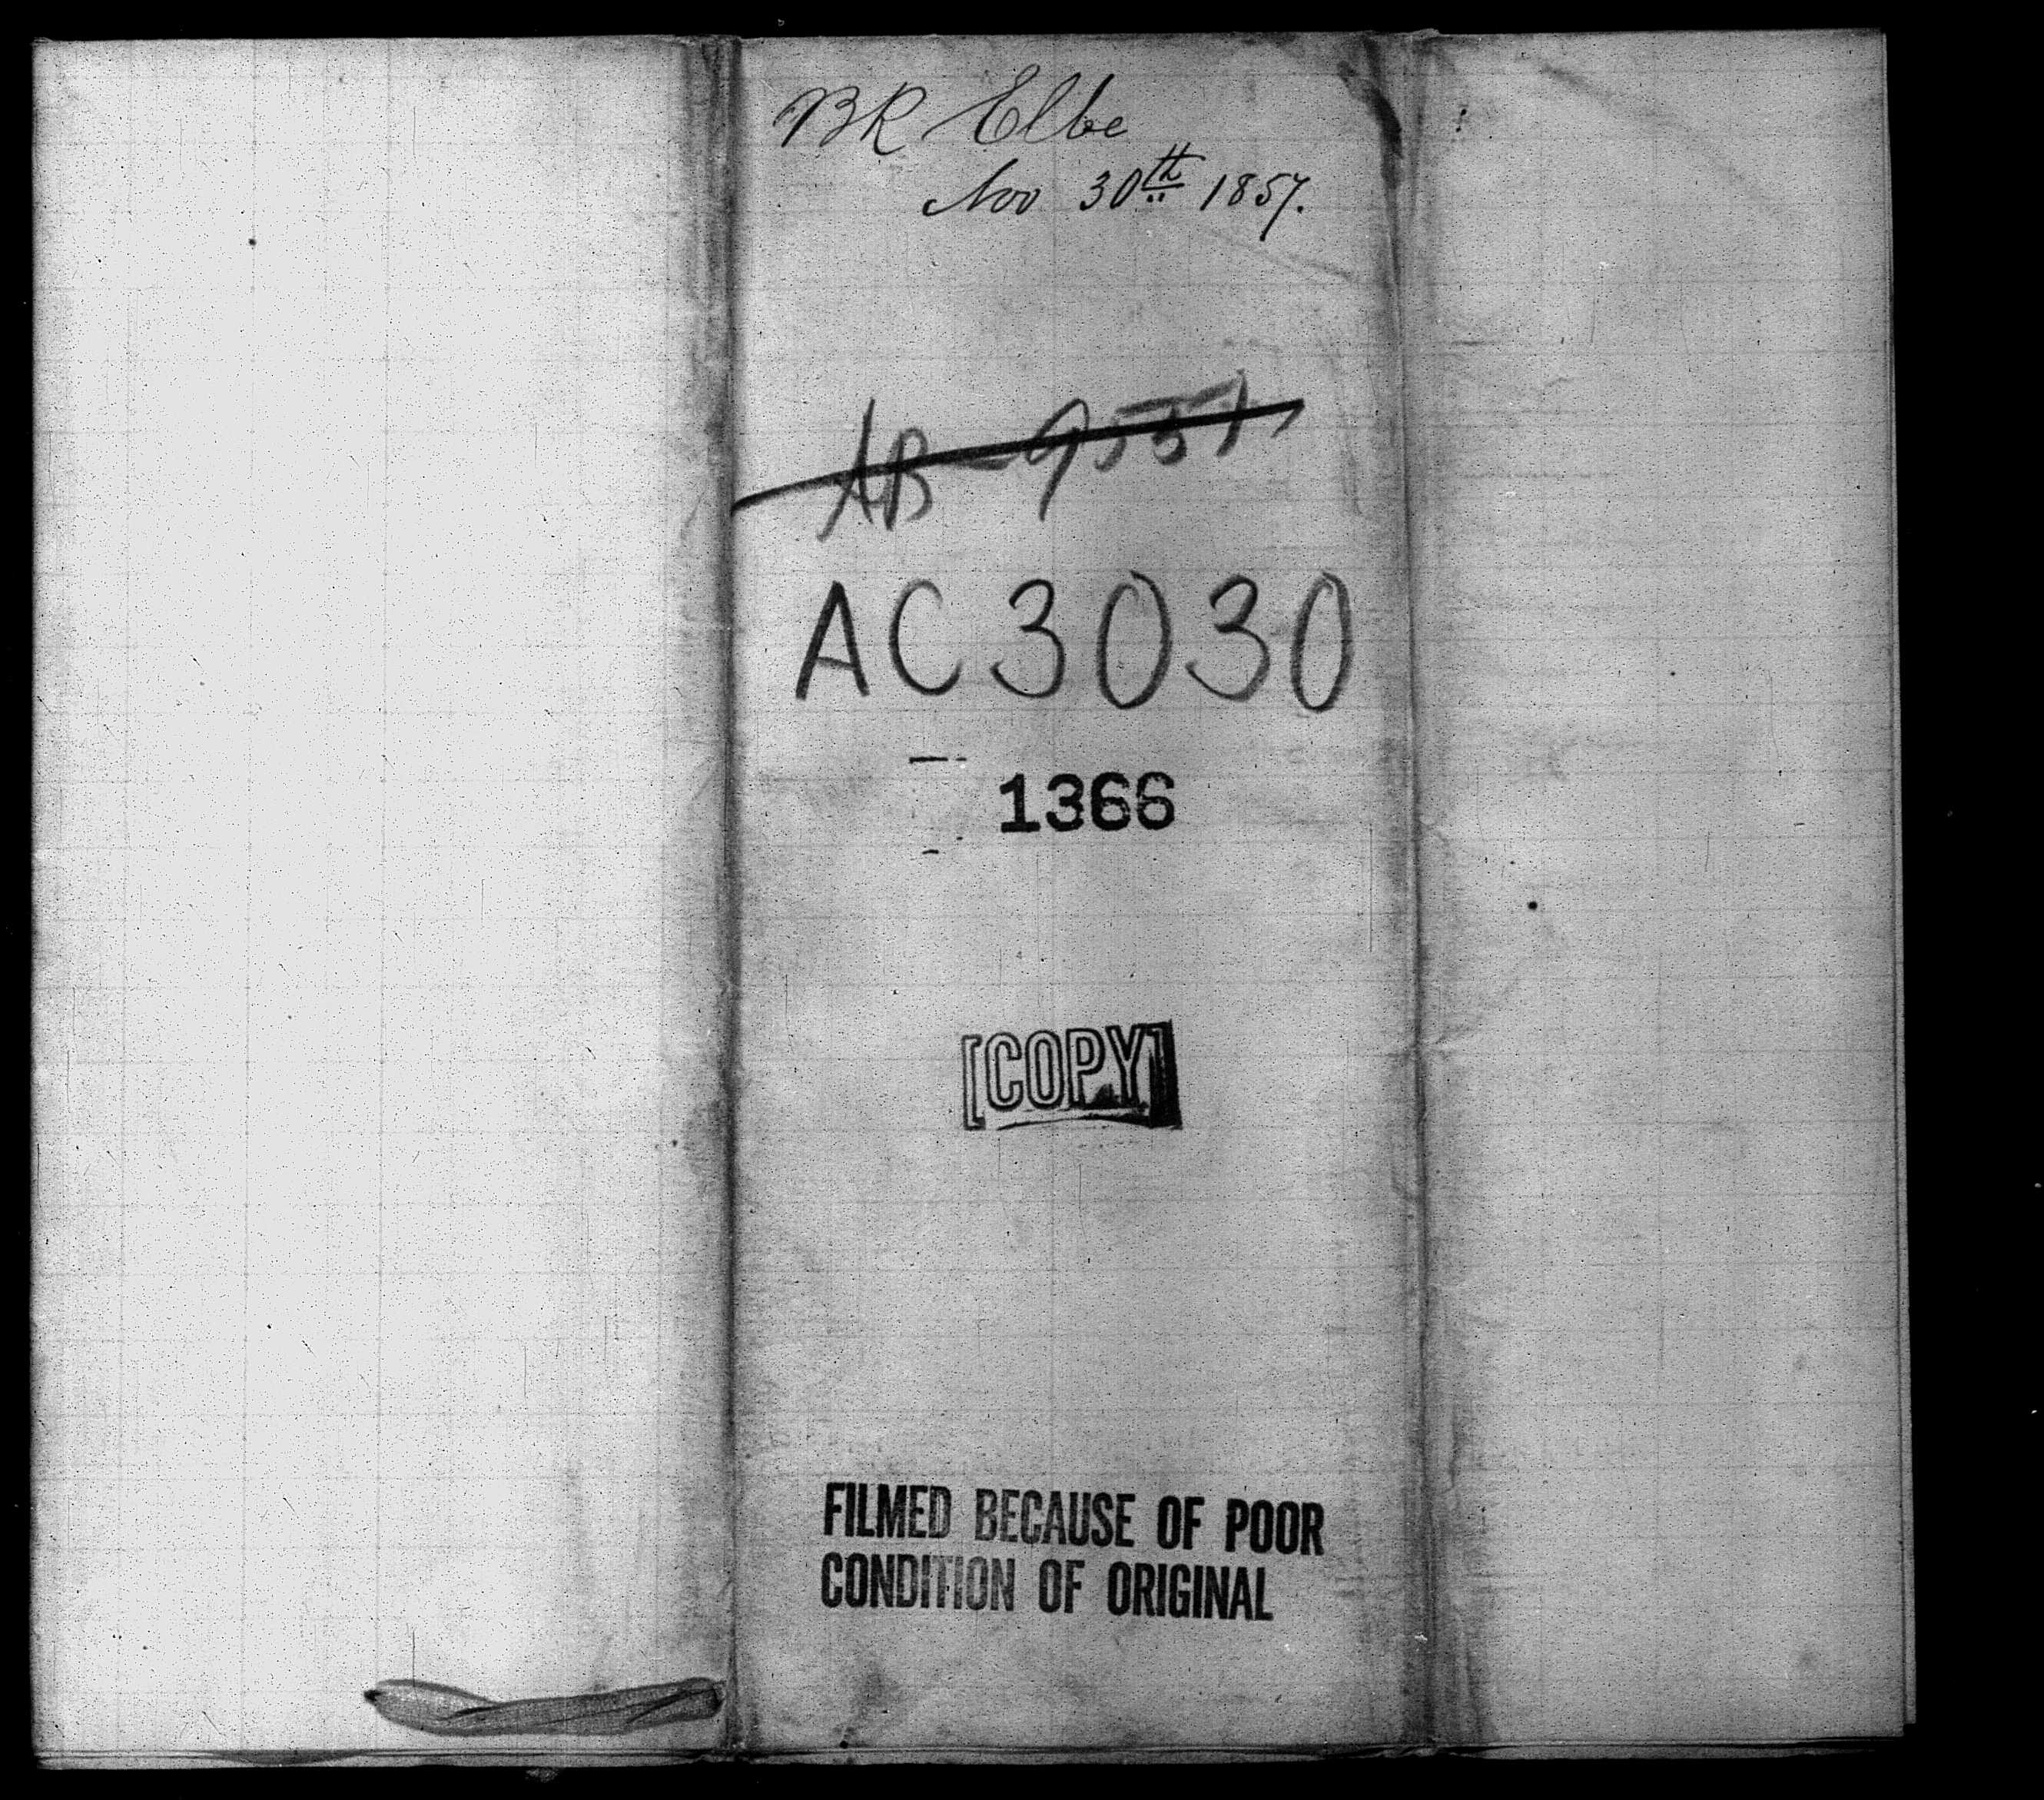 BR Elbe
Nov 30th 1857.
AC3030
1366
[COPY]
FILMED BECAUSE OF POOR
CONDITION OF ORIGINAL